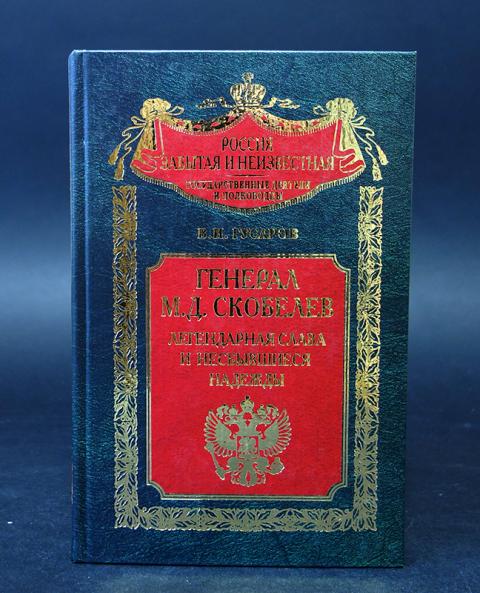 РОССИЯ
ЗАБЫТАЯ И НЕИЗВЕСТНАЯ
ГОСУДАРСТВЕННЫЕ ДЕЯТЕЛИ
И ПОЛКОВОДЦЫ
В.И. ГУСАРОВ
ГЕНЕРАЛ
М.Д. СКОБЕЛЕВ
ЛЕГЕНДАРНАЯ СЛАВА
И НЕСБЫВШИЕСЯ
НАДЕЖДЫ